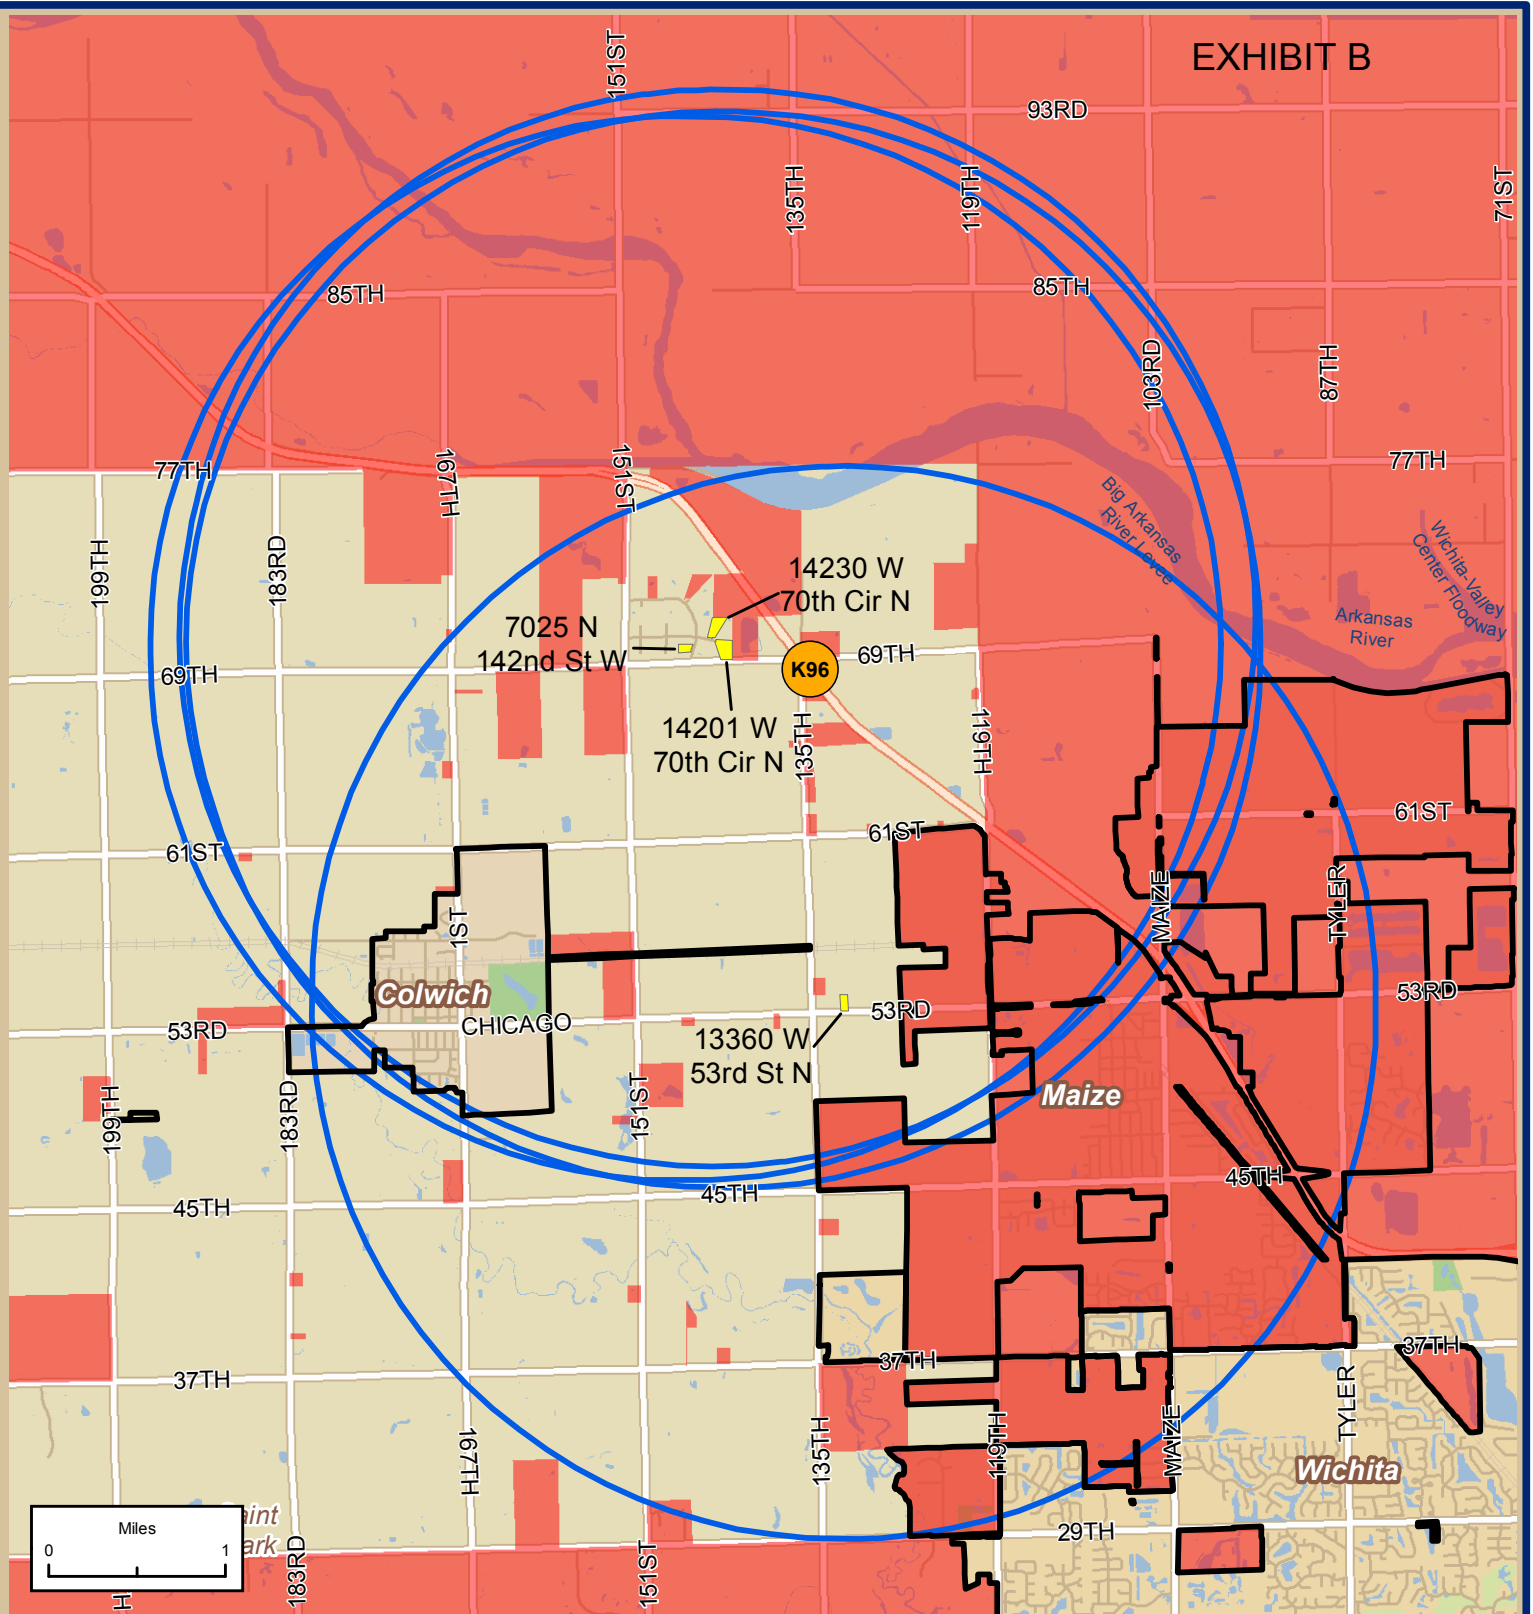 EXHIBIT B
151ST
93RD
135TH
119TH
71ST
85TH
85TH
103RD
87TH
77TH
167TH
151ST
77TH
Big Arkansas
River Levee
Wichita-Valley
Center Floodway
199TH
183RD
14230 W
70th Cir N
7025 N
142nd St W
Arkansas
River
69TH
K96
69TH
14201 W
70th Cir N
135TH
119TH
61ST
61ST
61ST
1ST
MAIZE
TYLER
Colwich
53RD
CHICAGO
53RD
53RD
13360 W
53rd St N
Maize
199TH
183RD
151ST
45TH
45TH
45TH
37TH
37TH
37TH
167TH
135TH
119TH
MAIZE
TYLER
Wichita
aint
ark
Miles
0 1
29TH
H
183RD
151ST